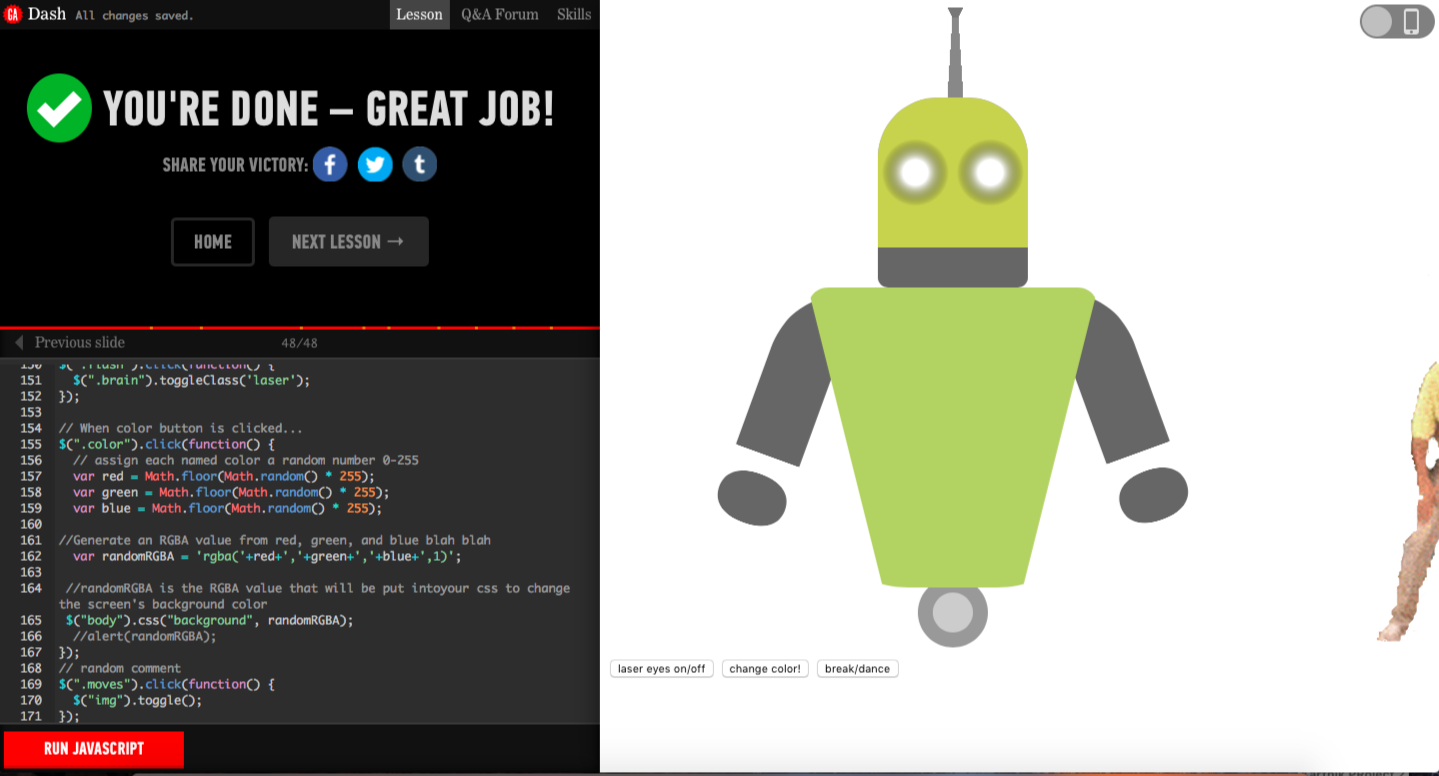 GA Dash All changes saved. Lesson Q&A Forum Skills
YOU'RE DONE – GREAT JOB!
SHARE YOUR VICTORY: f t
HOME NEXT LESSON →
Previous slide 48/48
150 $(".flash").click(function() {
151 $(".brain").toggleClass('laser');
152 });
153
154 // When color button is clicked...
155 $(".color").click(function() {
156 // assign each named color a random number 0-255
157 var red = Math.floor(Math.random() * 255);
158 var green = Math.floor(Math.random() * 255);
159 var blue = Math.floor(Math.random() * 255);
160
161 //Generate an RGBA value from red, green, and blue blah blah
162 var randomRGBA = 'rgba('+red+','+green+','+blue+',1)';
163
164 //randomRGBA is the RGBA value that will be put intoyour css to change
the screen's background color
165 $("body").css("background", randomRGBA);
166 //alert(randomRGBA);
167 });
168 // random comment
169 $(".moves").click(function() {
170 $("img").toggle();
171 });
RUN JAVASCRIPT
laser eyes on/off change color! break/dance